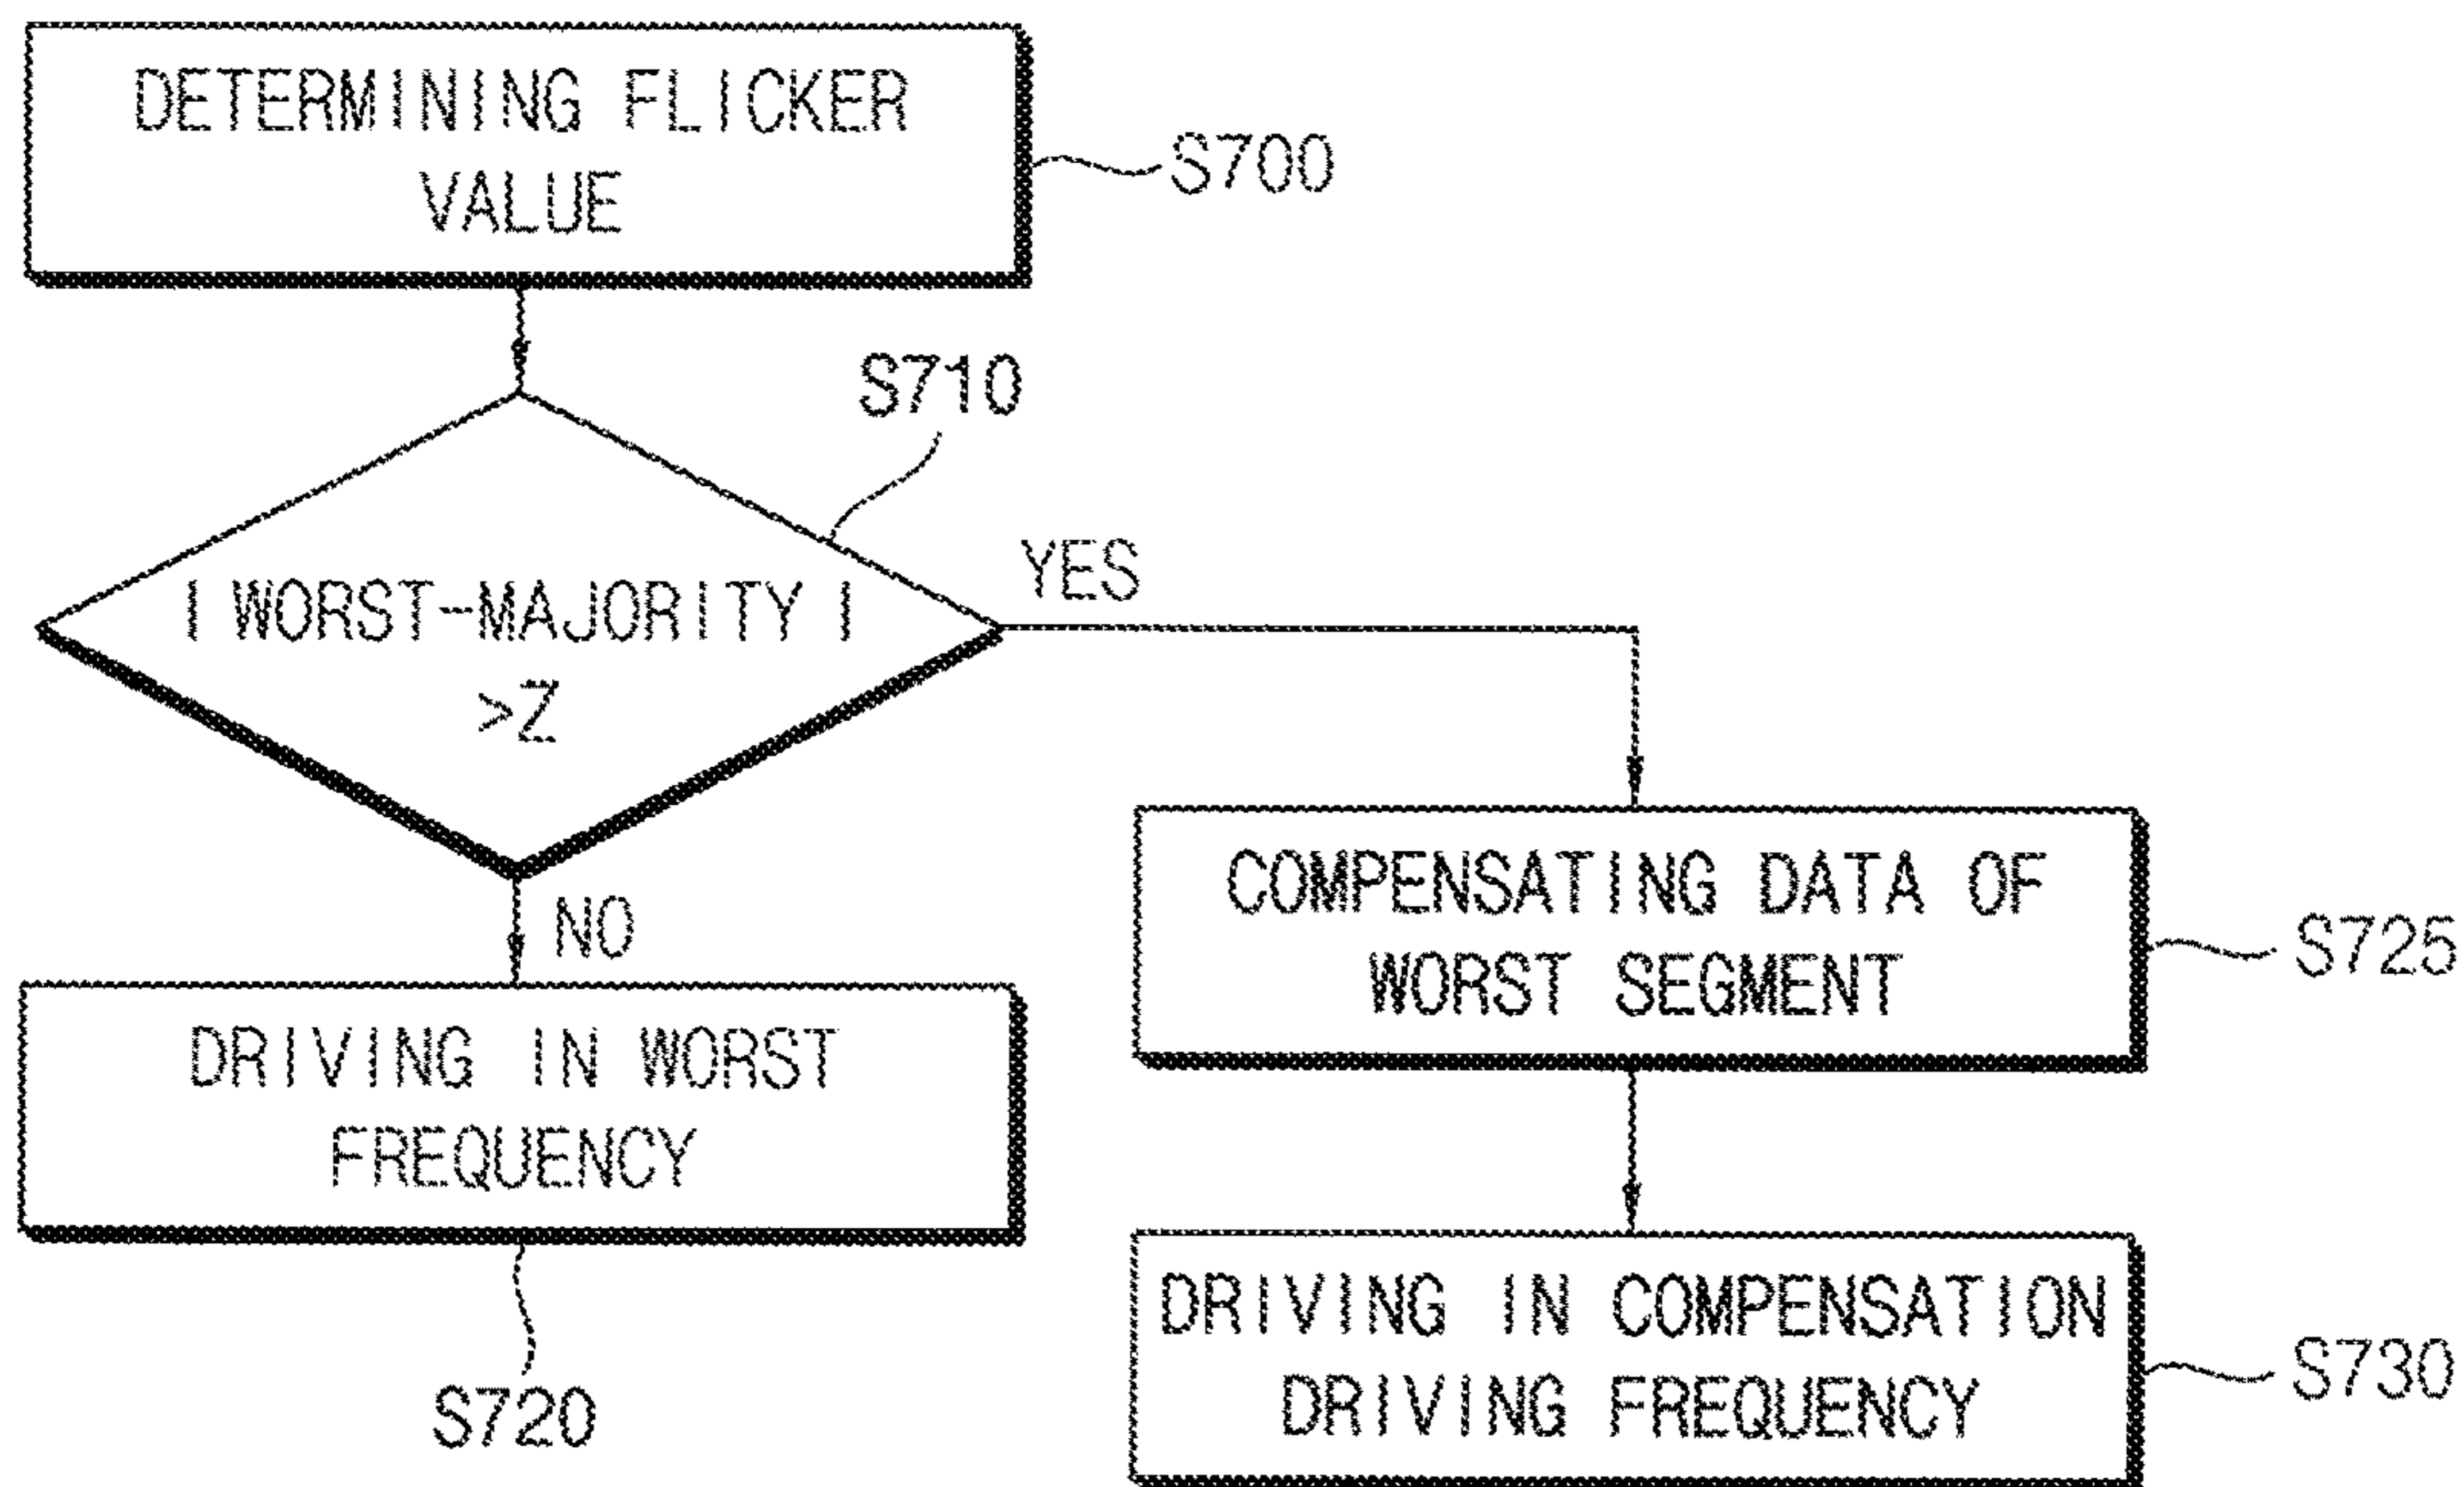 DETERMINING FLICKER
VALUE
S700
S710
| WORST-MAJORITY |
>Z
YES
NO
COMPENSATING DATA OF
WORST SEGMENT
S725
DRIVING IN WORST
FREQUENCY
S720
DRIVING IN COMPENSATION
DRIVING FREQUENCY
S730